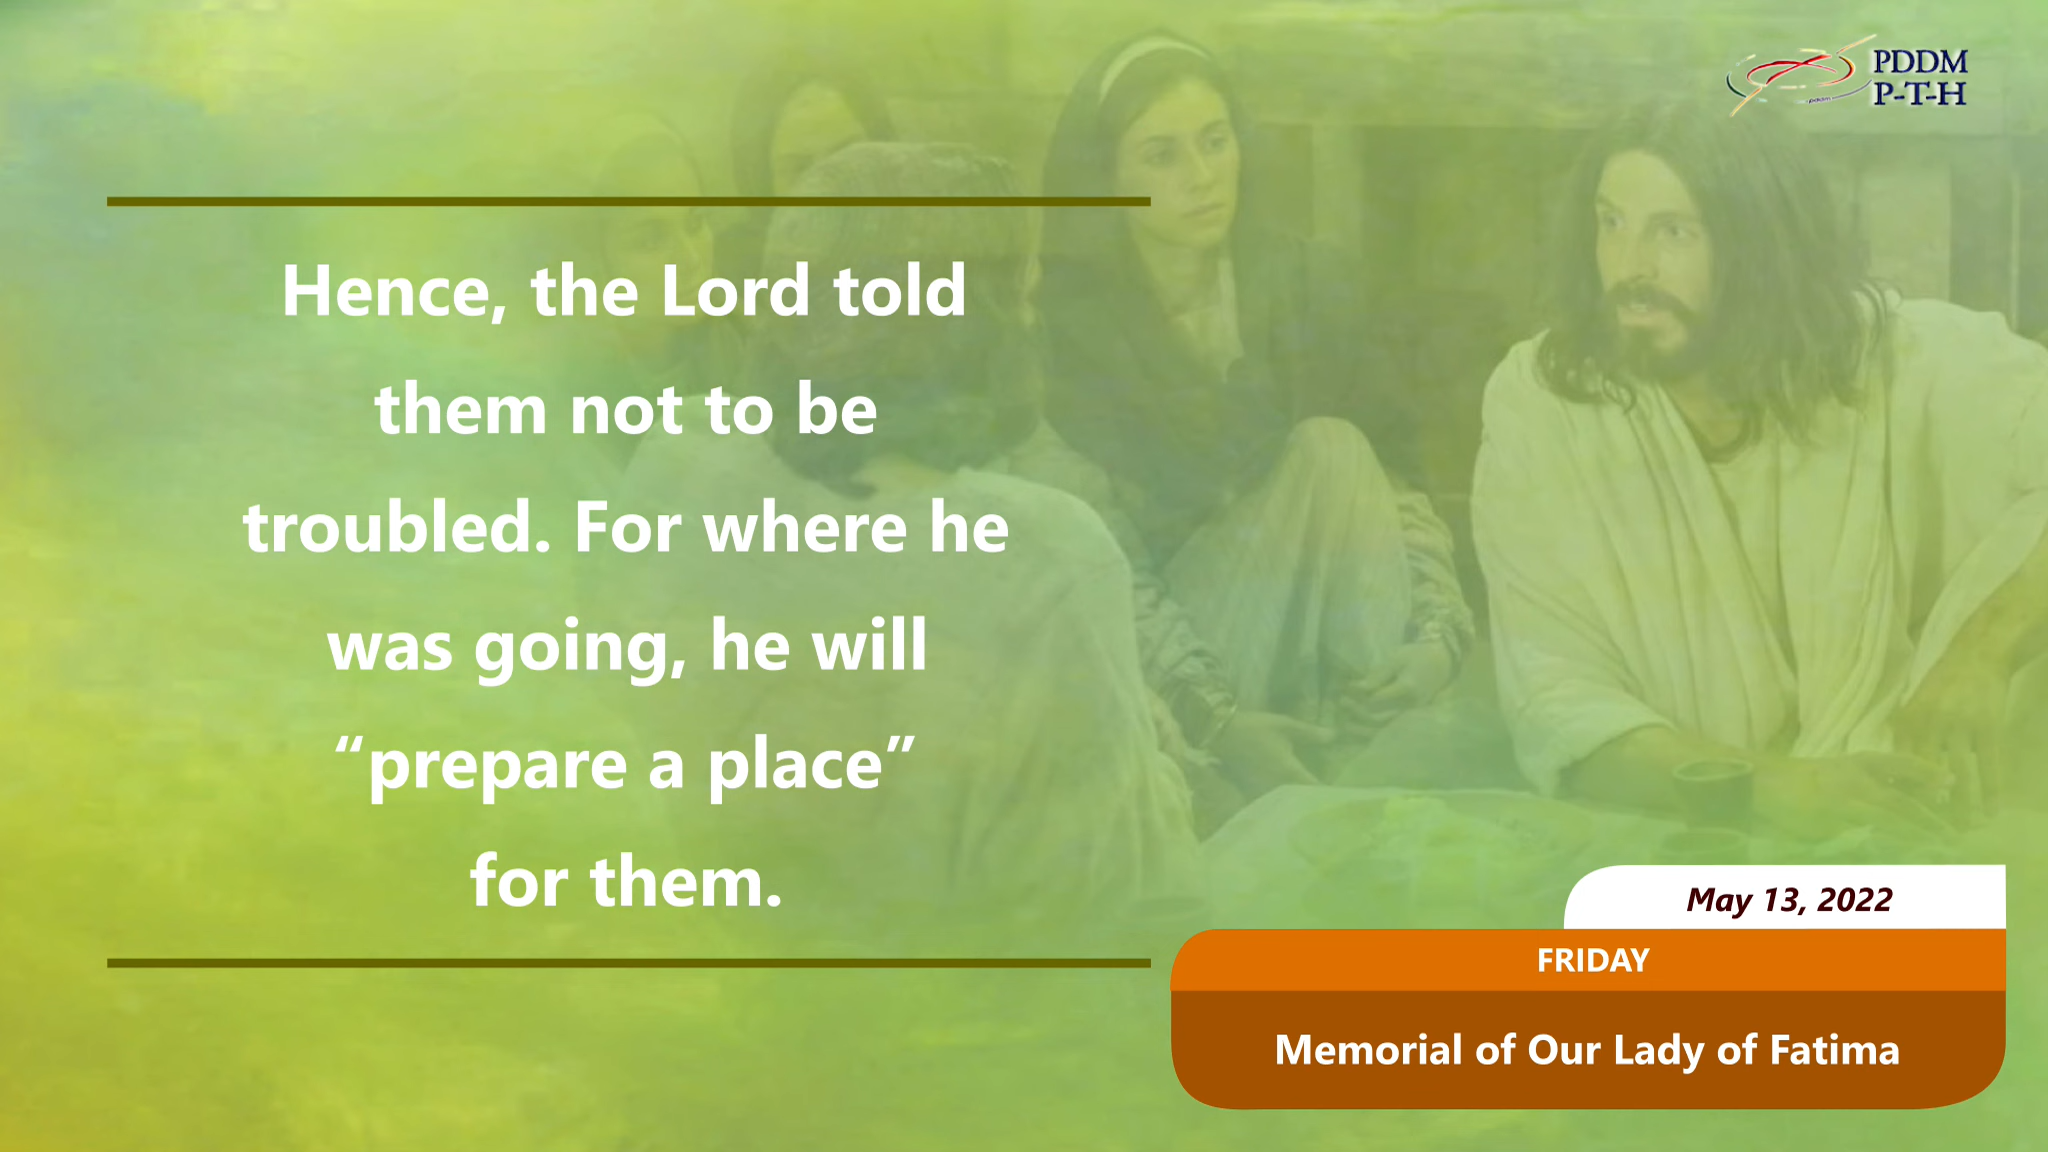 PDDM
P-T-H
Hence, the Lord told
them not to be
troubled. For where he
was going, he will
“prepare a place”
for them.
May 13, 2022
FRIDAY
Memorial of Our Lady of Fatima